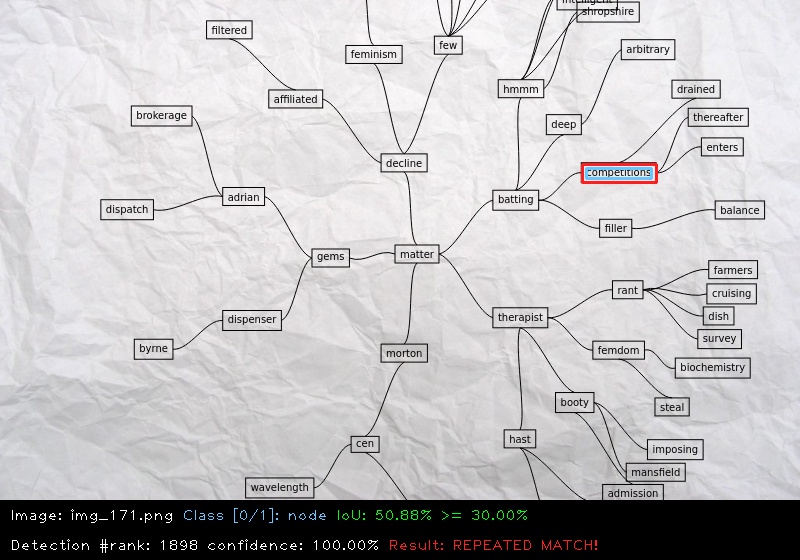 intelligent
shropshire
filtered
few
arbitrary
feminism
hmmm
drained
affiliated
brokerage
thereafter
deep
enters
decline
competitions
adrian
batting
dispatch
balance
filler
matter
gems
farmers
rant
cruising
dispenser
therapist
dish
survey
byrne
morton
femdom
biochemistry
booty
steal
cen
hast
imposing
mansfield
wavelength
admission
Image: img_171.png Class [0/1]: node IoU: 50.88% >= 30.00%
Detection #rank: 1898 confidence: 100.00% Result: REPEATED MATCH!